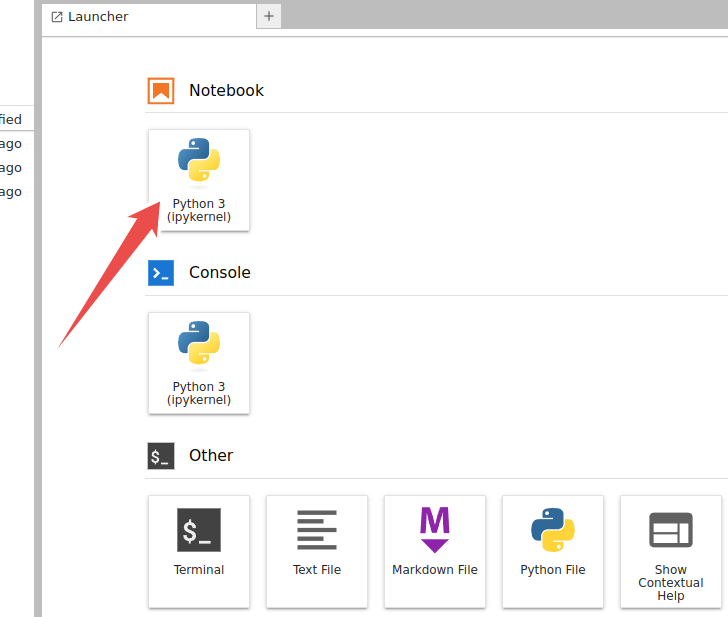 Launcher
+
Notebook
fied
ago
ago
ago
Python 3
(ipykernel)
Console
Python 3
(ipykernel)
$_
Other
$_
M
Terminal
Text File
Markdown File
Python File
Show
Contextual
Help